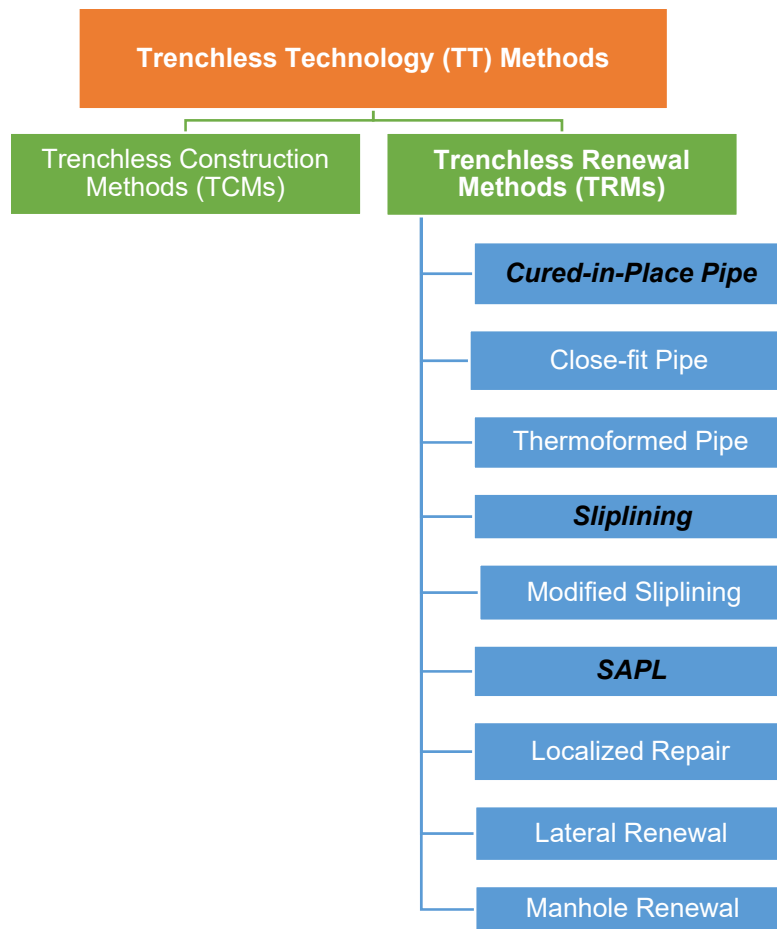 Trenchless Technology (TT) Methods
Trenchless Construction
Methods (TCMs)
Trenchless Renewal
Methods (TRMs)
Cured-in-Place Pipe
Close-fit Pipe
Thermoformed Pipe
Sliplining
Modified Sliplining
SAPL
Localized Repair
Lateral Renewal
Manhole Renewal